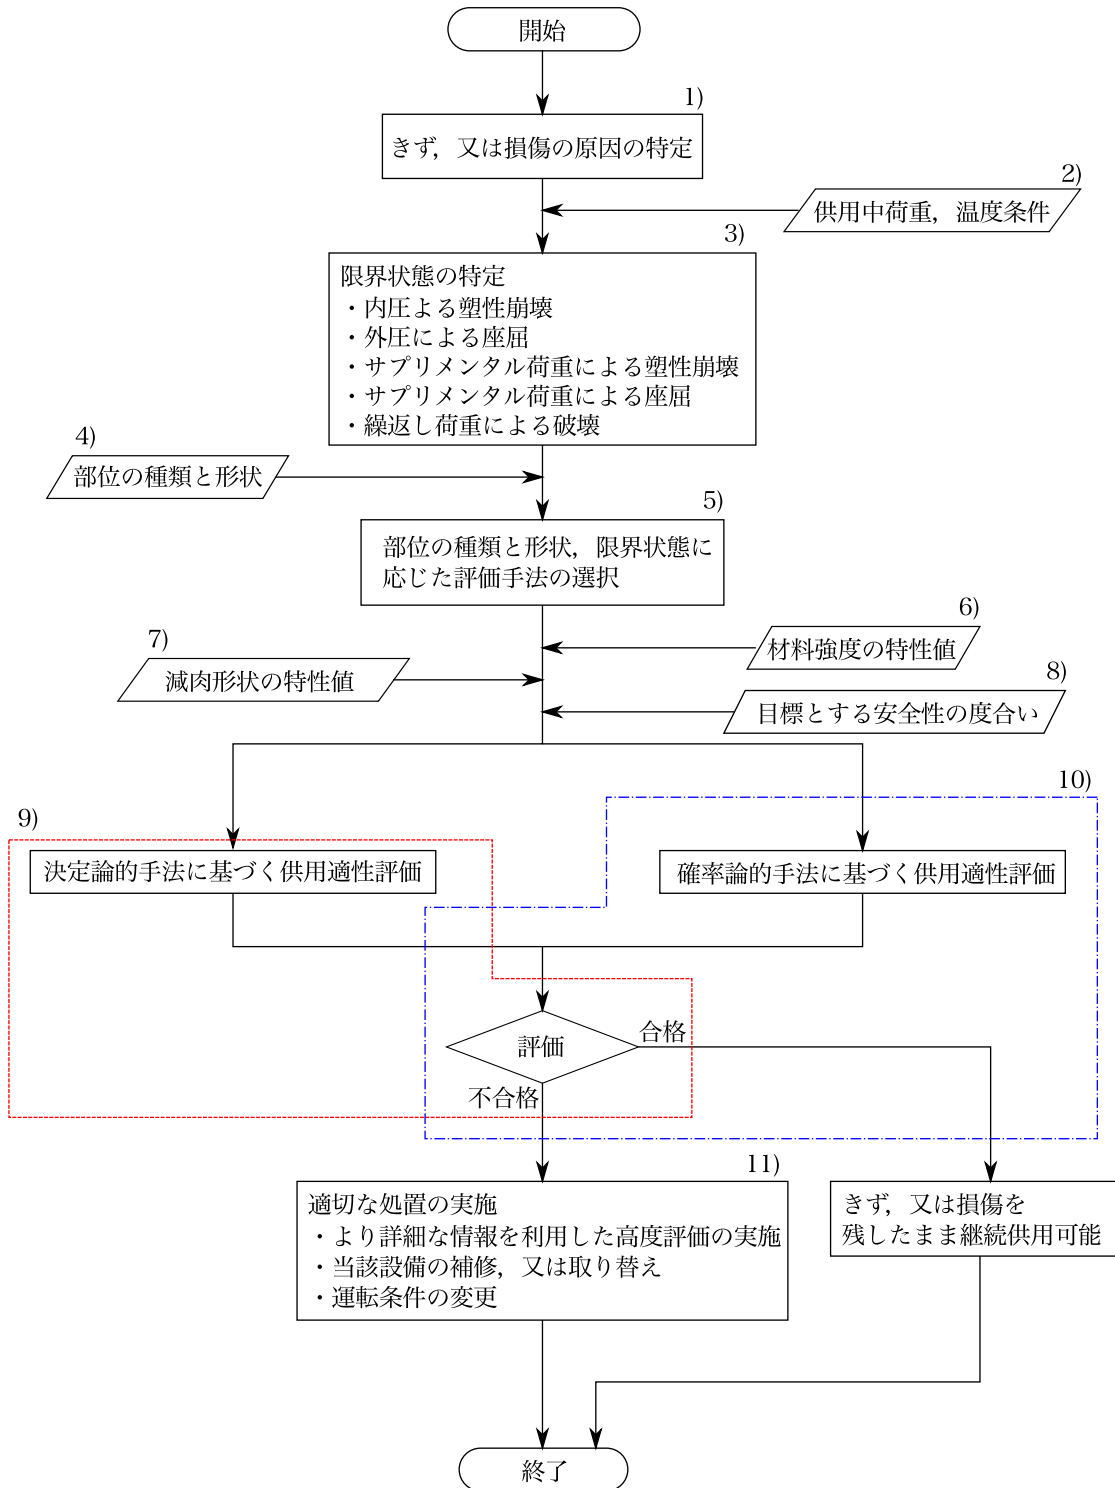 開始
1)
きず，又は損傷の原因の特定
2)
供用中荷重，温度条件
3)
限界状態の特定
・内圧よる塑性崩壊
・外圧による座屈
・サプリメンタル荷重による塑性崩壊
・サプリメンタル荷重による座屈
・繰返し荷重による破壊
4)
部位の種類と形状
5)
部位の種類と形状，限界状態に
応じた評価手法の選択
6)
材料強度の特性値
7)
減肉形状の特性値
8)
目標とする安全性の度合い
9)
決定論的手法に基づく供用適性評価
10)
確率論的手法に基づく供用適性評価
評価
合格
不合格
11)
適切な処置の実施
・より詳細な情報を利用した高度評価の実施
・当該設備の補修，又は取り替え
・運転条件の変更
きず，又は損傷を
残したまま継続供用可能
終了